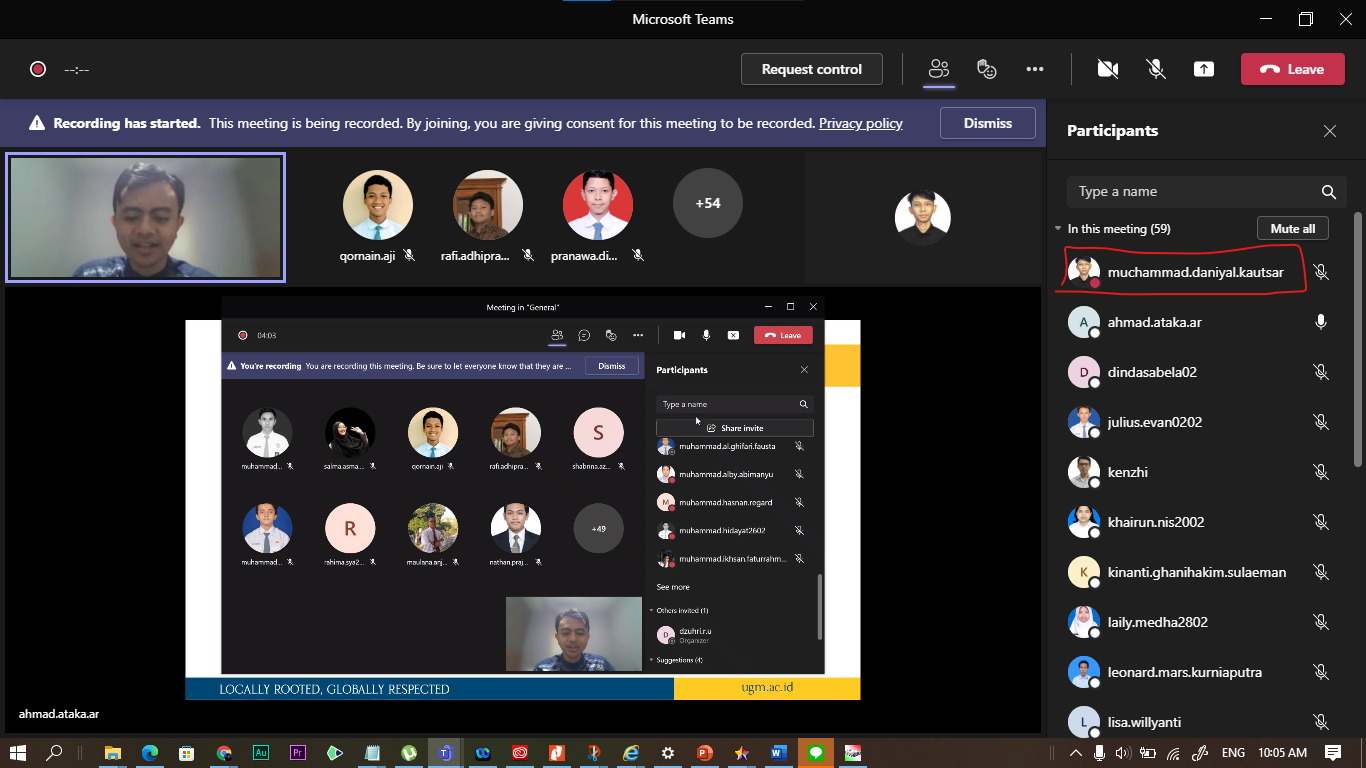 Microsoft Teams
--:--
Request control
Leave
Recording has started. This meeting is being recorded. By joining, you are giving consent for this meeting to be recorded. Privacy policy
Dismiss
qornain.aji
rafi.adhipra...
pranawa.di...
+54
Participants
Type a name
In this meeting (59)
Mute all
muchammad.daniyal.kautsar
ahmad.ataka.ar
dindasabela02
julius.evan0202
kenzhi
khairun.nis2002
kinanti.ghanihakim.sulaeman
laily.medha2802
leonard.mars.kurniaputra
lisa.willyanti
A
D
K
L
Meeting in "General"
04:03
Leave
You're recording You are recording this meeting. Be sure to let everyone know that they are ...
Dismiss
muhammad...
salma.asma....
qornain.aji
rafi.adhipra...
S
shabrina.az...
muhammad...
R
rahima.sya2...
maulana.anj...
nathan.praj...
+49
Participants
Type a name
Share invite
muhammad.al.ghifari.fausta
muhammad.alby.abimanyu
M
muhammad.hasnan.regard
muhammad.hidayat2602
muhammad.ikhsan.faturrahm...
See more
Others invited (1)
D
dzuhri.r.u
Organizer
Suggestions (4)
LOCALLY ROOTED, GLOBALLY RESPECTED
ugm.ac.id
ahmad.ataka.ar
Au
Pr
ENG
10:05 AM